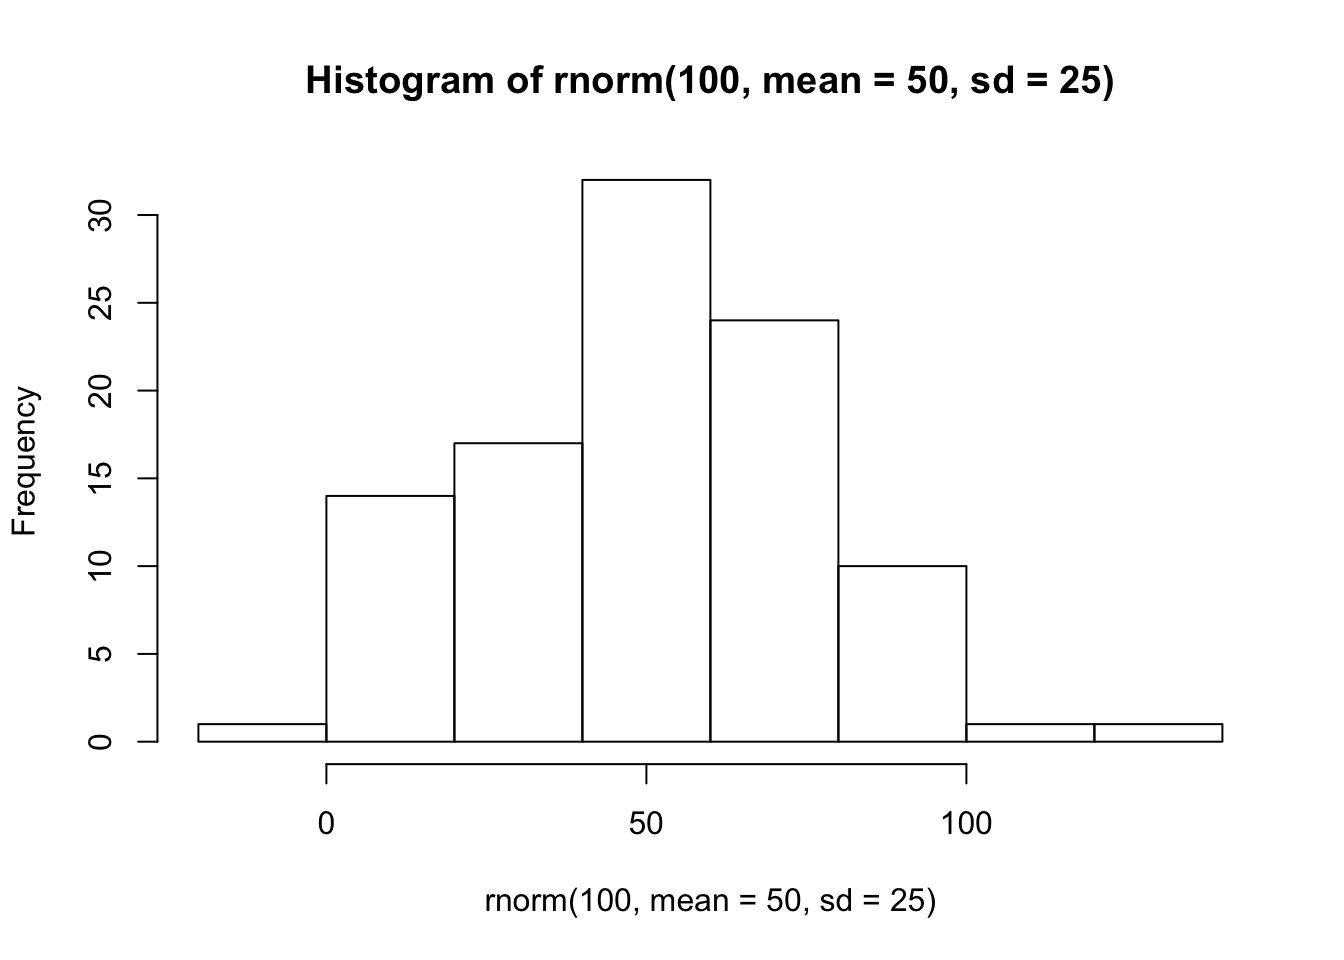 Histogram of rnorm(100, mean = 50, sd = 25)
Frequency
30
25
20
15
10
5
0
0 50 100
rnorm(100, mean = 50, sd = 25)